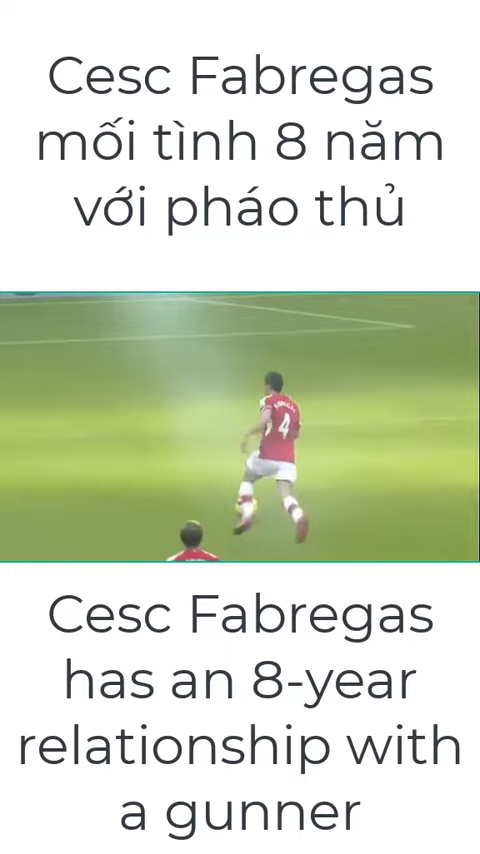 Cesc Fabregas
mối tình 8 năm
với pháo thủ
4
Cesc Fabregas
has an 8-year
relationship with
a gunner